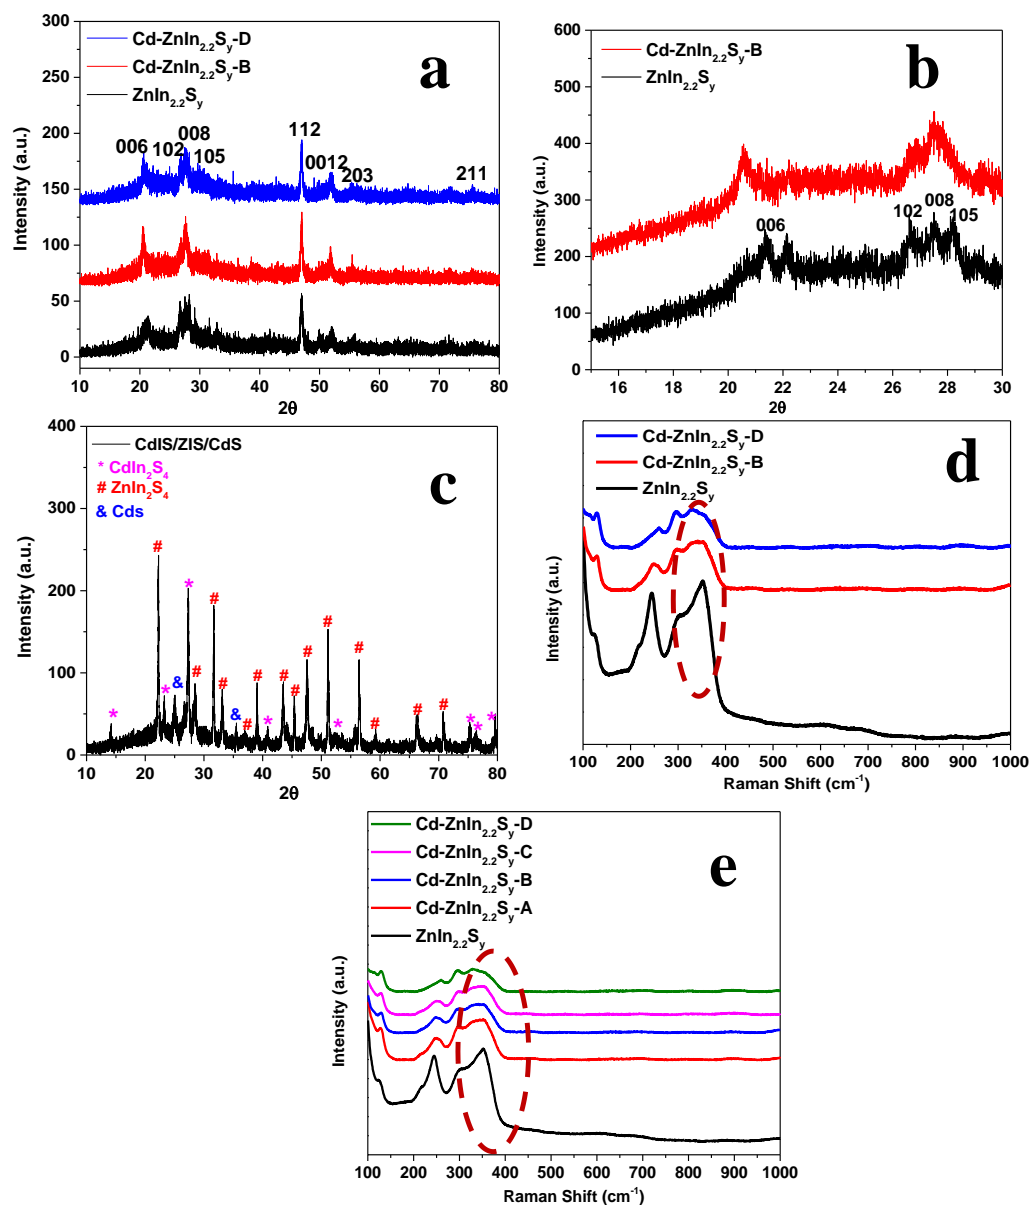 a
Cd-ZnIn2.2Sy-D
Cd-ZnIn2.2Sy-B
ZnIn2.2Sy
006 102 008 105 112 0012 203 211
300
250
200
150
100
50
0
Intensity (a.u.)
10 20 30 40 50 60 70 80
2θ
b
Cd-ZnIn2.2Sy-B
ZnIn2.2Sy
006 102 008 105
600
500
400
300
200
100
0
Intensity (a.u.)
16 18 20 22 24 26 28 30
2θ
c
CdIS/ZIS/CdS
* CdIn2S4
# ZnIn2S4
& Cds
* # * & * # # # & # # * # # # # * # # # # * * *
400
300
200
100
0
Intensity (a.u.)
10 20 30 40 50 60 70 80
2θ
d
Cd-ZnIn2.2Sy-D
Cd-ZnIn2.2Sy-B
ZnIn2.2Sy
Intensity (a.u.)
100 200 300 400 500 600 700 800 900 1000
Raman Shift (cm-1)
e
Cd-ZnIn2.2Sy-D
Cd-ZnIn2.2Sy-C
Cd-ZnIn2.2Sy-B
Cd-ZnIn2.2Sy-A
ZnIn2.2Sy
Intensity (a.u.)
100 200 300 400 500 600 700 800 900 1000
Raman Shift (cm-1)